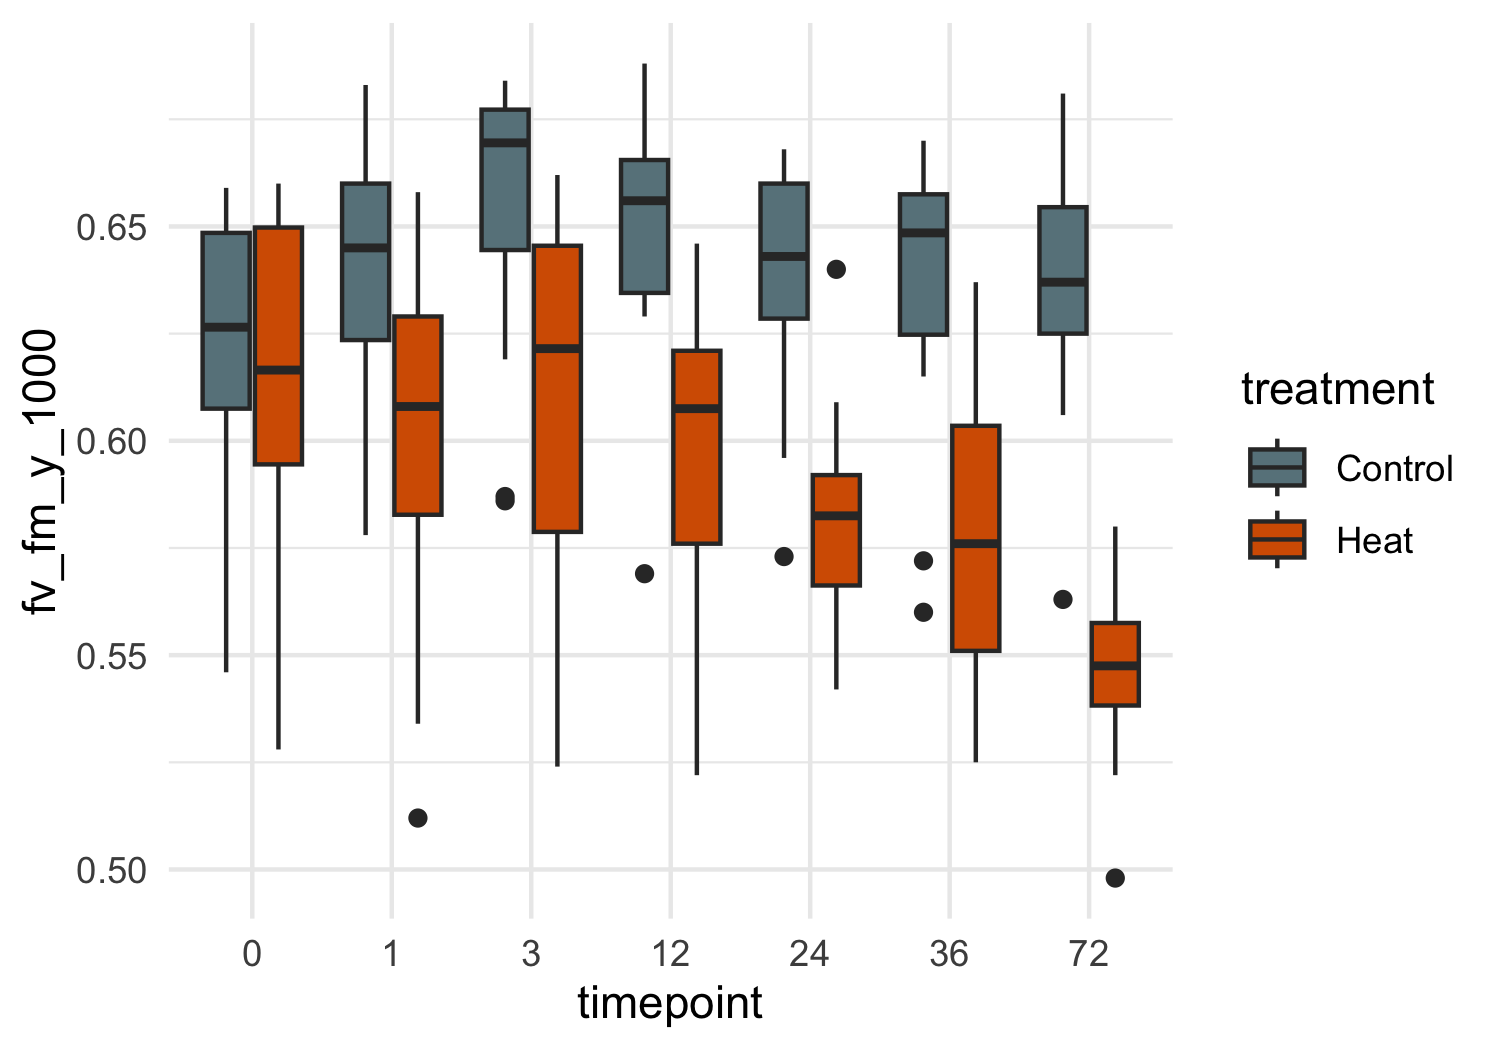 fv_fm_y_1000
0.65
0.60
0.55
0.50
0 1 3 12 24 36 72
timepoint
treatment
Control
Heat